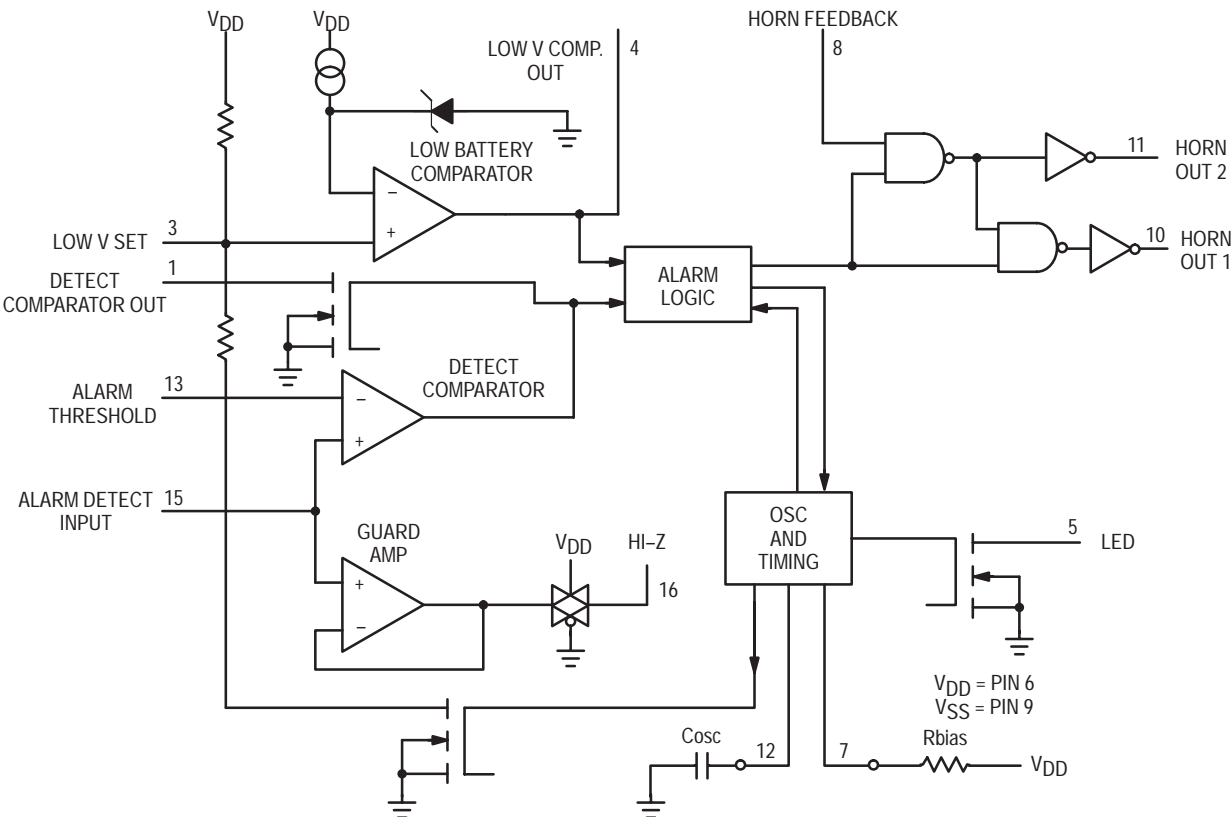 VDD
VDD
HORN FEEDBACK
8
LOW V COMP.
OUT
4
LOW BATTERY
COMPARATOR
−
+
11
HORN
OUT 2
10
HORN
OUT 1
LOW V SET
3
1
DETECT
COMPARATOR OUT
ALARM
LOGIC
DETECT
COMPARATOR
ALARM
THRESHOLD
13
−
+
ALARM DETECT
INPUT
15
GUARD
AMP
+
−
VDD
HI–Z
16
OSC
AND
TIMING
5
LED
VDD = PIN 6
VSS = PIN 9
Cosc
12
7
Rbias
VDD